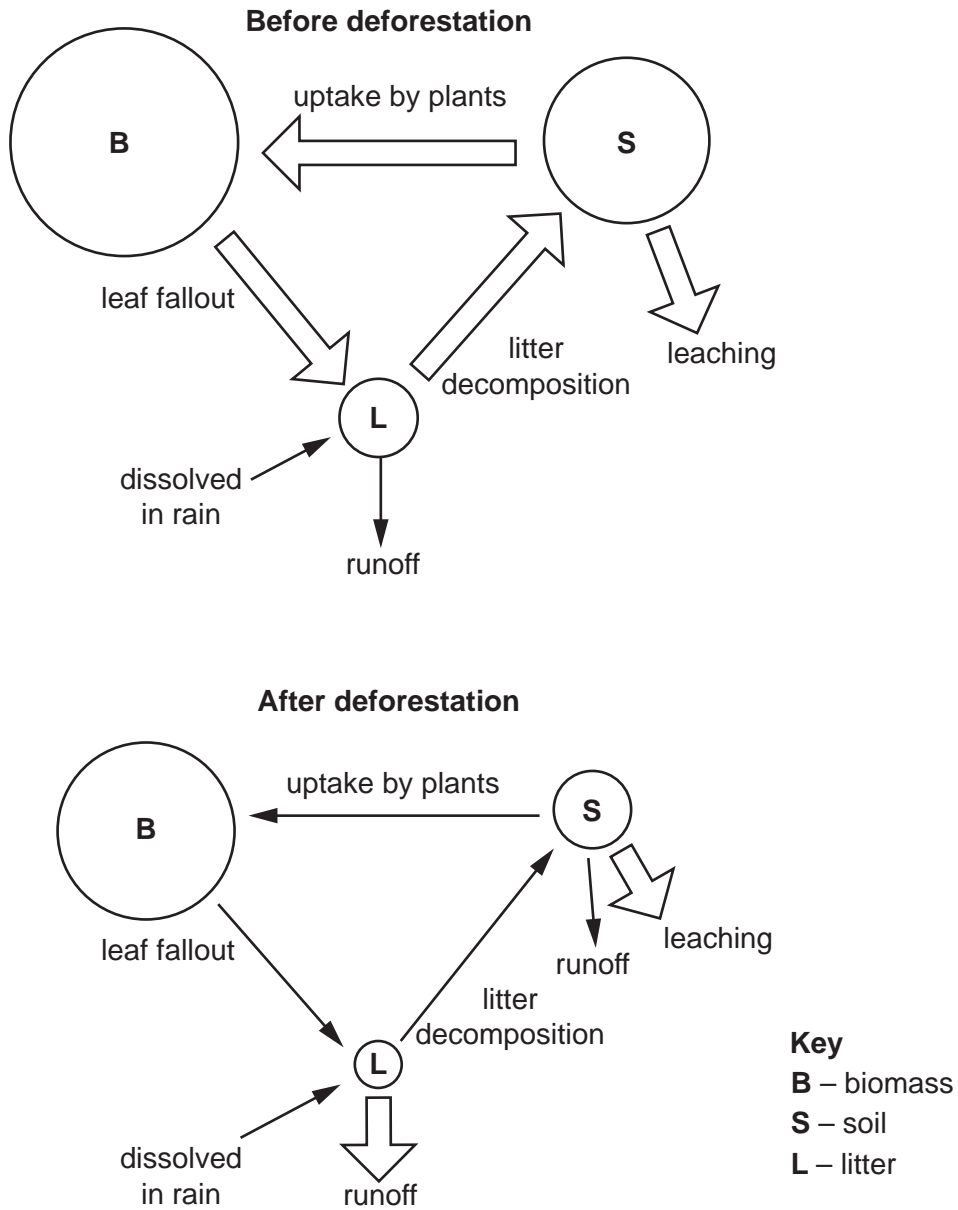 Before deforestation
uptake by plants
B
S
leaf fallout
litter
decomposition
leaching
L
dissolved
in rain
runoff
After deforestation
uptake by plants
B
S
leaf fallout
leaching
runoff
litter
decomposition
L
dissolved
in rain
runoff
Key
B – biomass
S – soil
L – litter